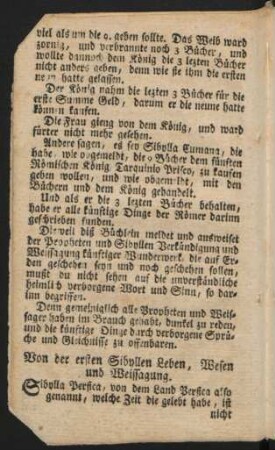 viel als um die 9. geben sollte. Das Weib ward
zornig, und verbrannte noch 3 Bücher, und
wollte dannoch dem König die 3 lezten Bücher
nicht anders geben, denn wie sie ihm die ersten
neun hatte gelassen.
Der König nahm die lezten 3 Bücher für die
erste Summe Geld, darum er die neune hatte
können kaufen.
Die Frau gieng von dem König, und ward
fürter nicht mehr gesehen.
Andere sagen, es sey Sibylla Cumana, die
habe, wie vorgemeldt, die 9 Bücher dem fünften
Römischen König Tarquinio Prisco, zu kaufen
geben wollen, und wie obgemeldt, mit den
Büchern und dem König gehandelt.
Und als er die 3 lezten Bücher behalten,
habe er alle künftige Dinge der Römer darinn
geschrieben funden.
Dieweil diß Büchlein meldet und ausweiset
der Propheten und Sibyllen Verkündigung und
Weissagung künftiger Wunderwerk, die auf Er-
den geschehen seyn und noch geschehen sollen,
mußt du nicht sehen auf die unverständliche
heimlich verborgene Wort und Sinn, so dar-
inn begriffen.
Denn gemeiniglich alle Propheten und Weis-
sager haben im Brauch gehabt, dunkel zu reden,
und die künftige Dinge durch verborgene Sprü-
che und Gleichnisse zu offenbaren.
Von der ersten Sibyllen Leben, Wesen
und Weissagung.
Sibylla Persica, von dem Land Persica also
genannt, welche Zeit die gelebt habe, ist
nicht